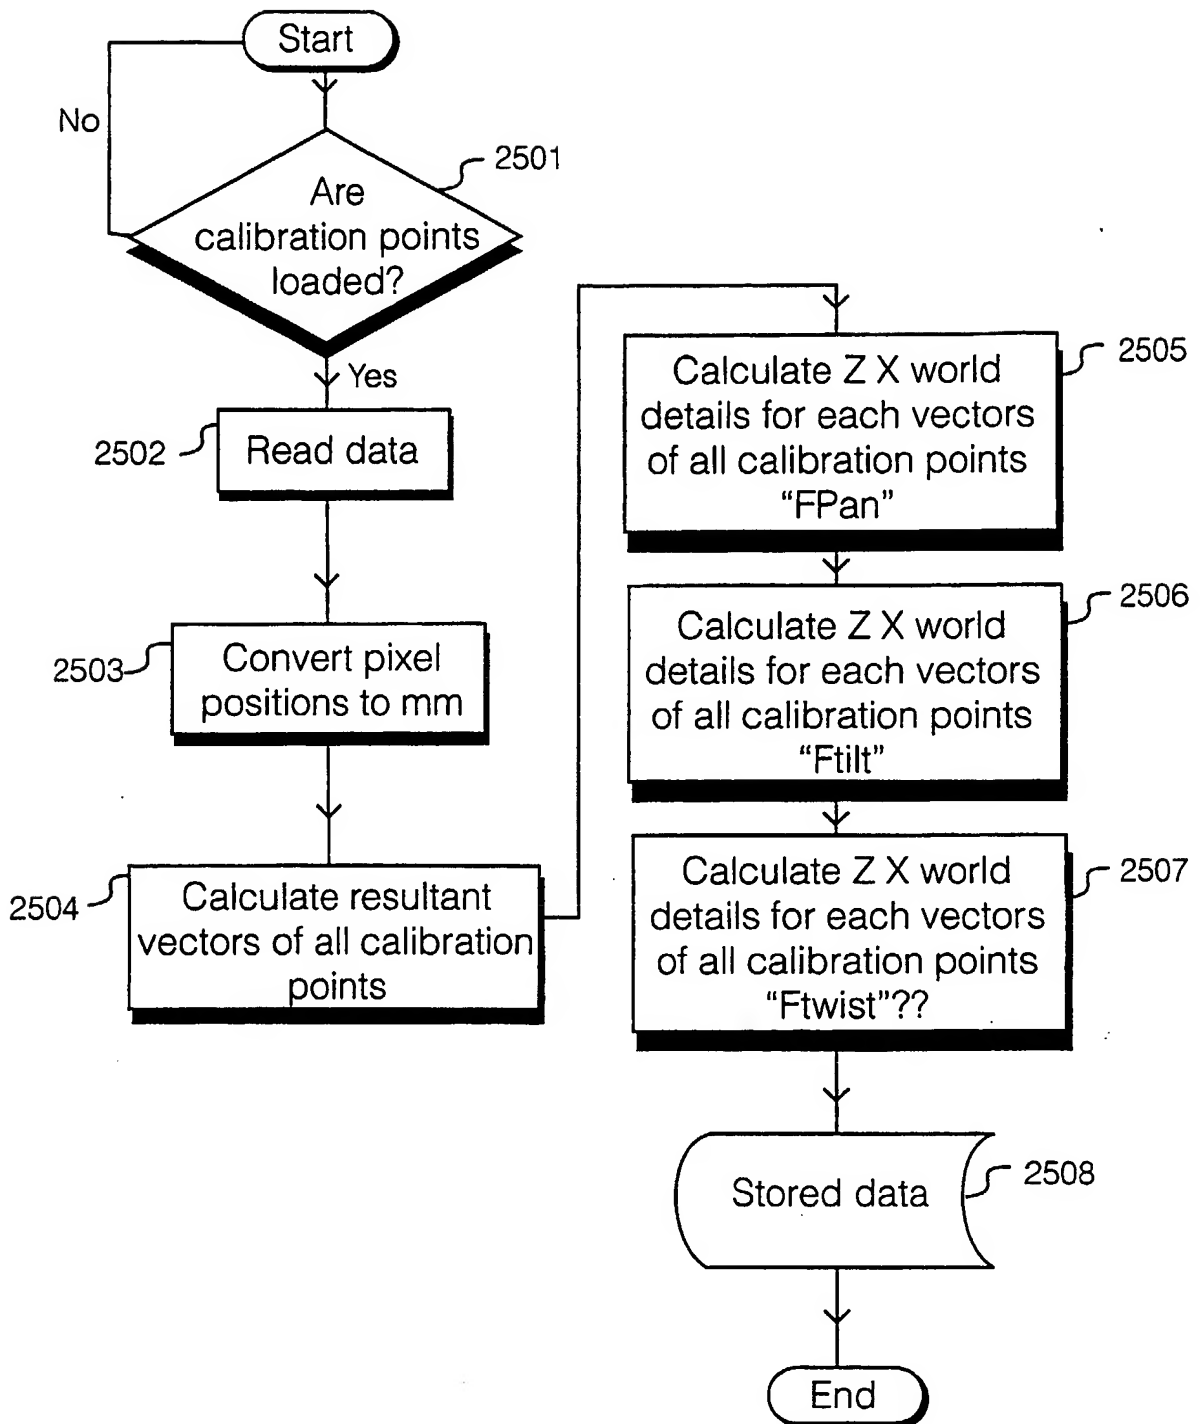 Start
No
2501
Are
calibration points
loaded?
Yes
2502
Read data
2503
Convert pixel
positions to mm
2504
Calculate resultant
vectors of all calibration
points
2505
Calculate Z X world
details for each vectors
of all calibration points
“FPan”
2506
Calculate Z X world
details for each vectors
of all calibration points
“Ftilt”
2507
Calculate Z X world
details for each vectors
of all calibration points
“Ftwist”??
2508
Stored data
End